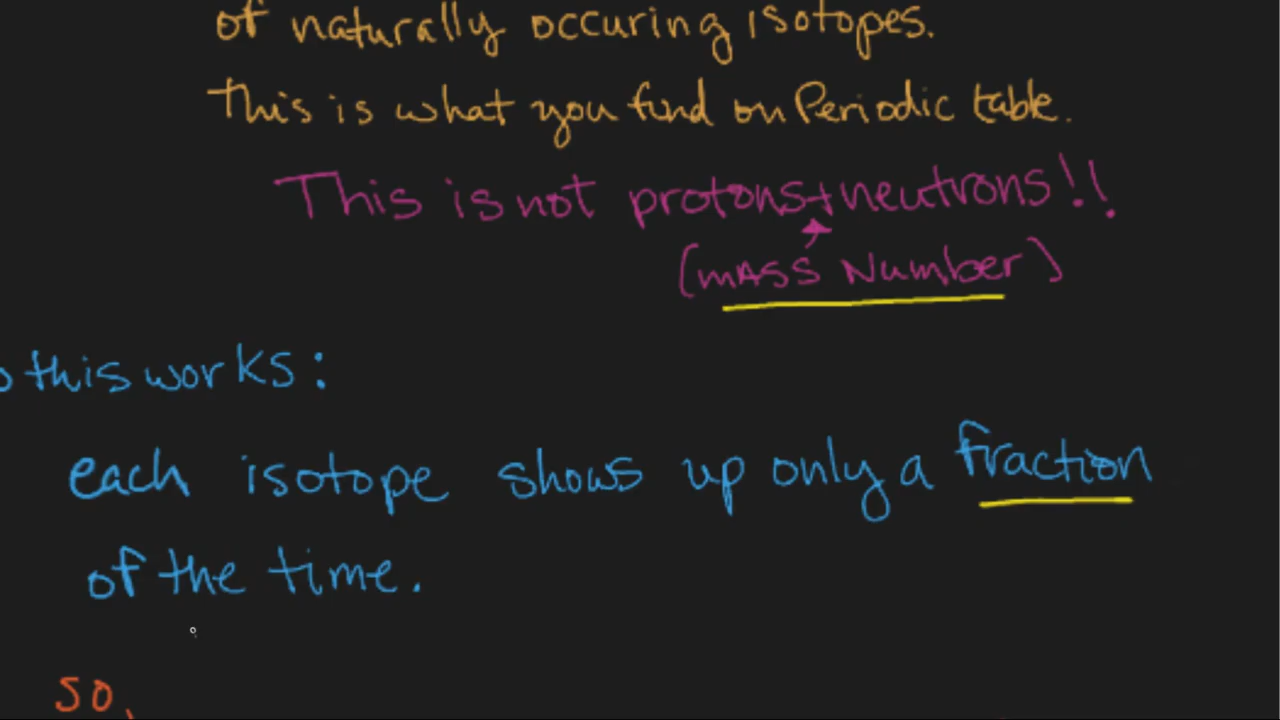 of naturally occuring isotopes.
This is what you find on Periodic table.
This is not protons+neutrons!!
(mass Number)
this works:
each isotope shows up only a fraction
of the time.
so,